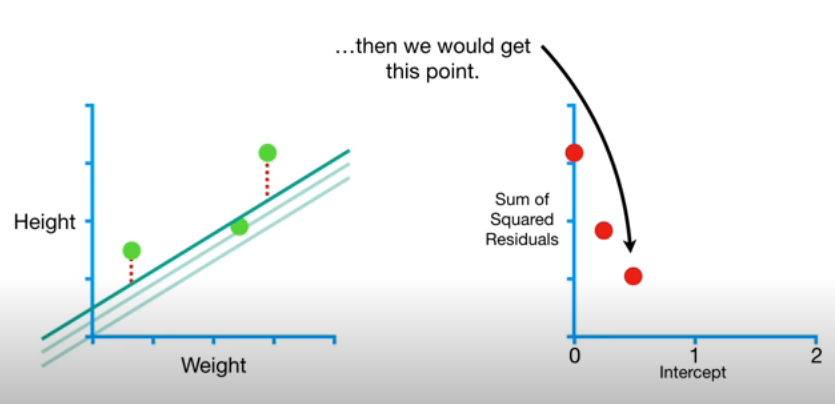 ...then we would get
this point.
Height
Weight
Sum of
Squared
Residuals
0
1
2
Intercept